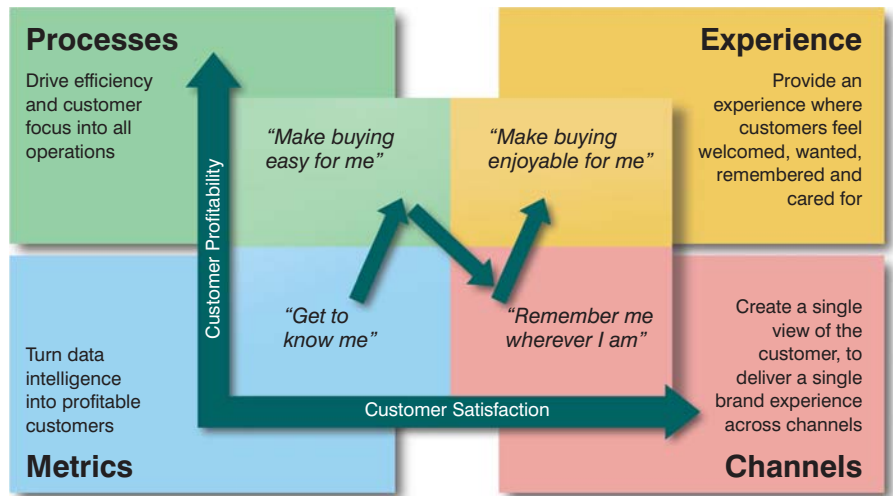 Processes
Drive efficiency
and customer
focus into all
operations
Experience
Provide an
experience where
customers feel
welcomed, wanted,
remembered and
cared for
“Make buying
easy for me”
“Make buying
enjoyable for me”
Customer Profitability
“Get to
know me”
“Remember me
wherever I am”
Customer Satisfaction
Turn data
intelligence
into profitable
customers
Metrics
Create a single
view of the
customer, to
deliver a single
brand experience
across channels
Channels